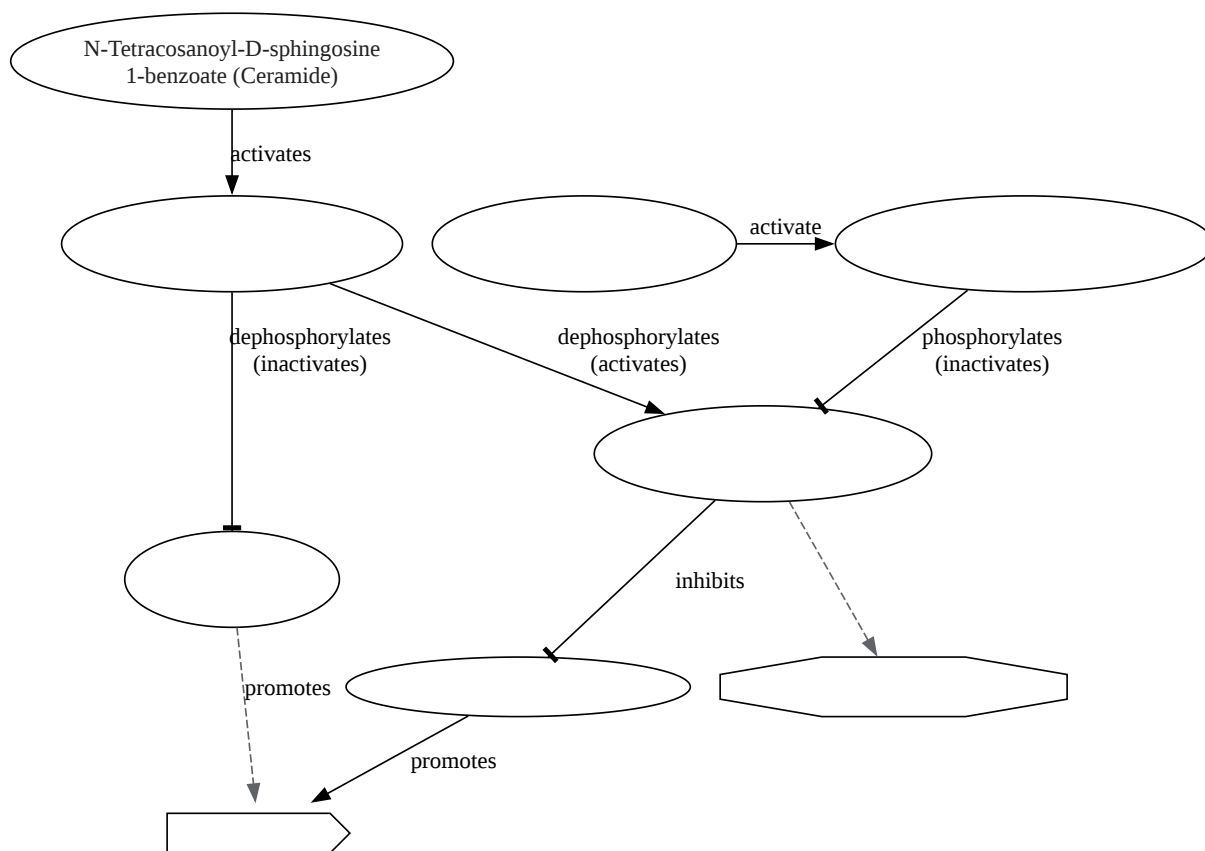 N-Tetracosanoyl-D-sphingosine
1-benzoate (Ceramide)
activates
activate
dephosphorylates
(inactivates)
dephosphorylates
(activates)
phosphorylates
(inactivates)
inhibits
promotes
promotes